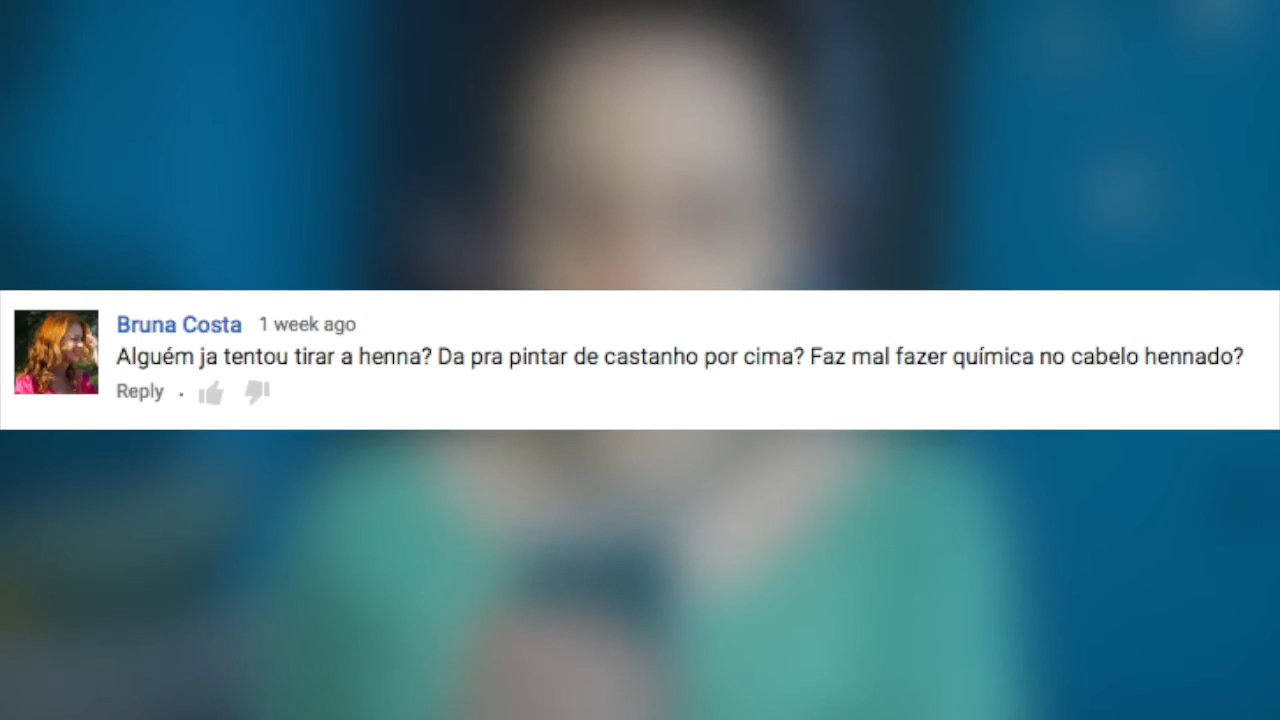 Bruna Costa 1 week ago
Alguém ja tentou tirar a henna? Da pra pintar de castanho por cima? Faz mal fazer química no cabelo hennado?
Reply .